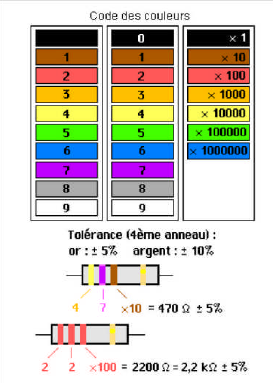 Code des couleurs
0 × 1
1 1 × 10
2 2 × 100
3 3 × 1000
4 4 × 10000
5 5 × 100000
6 6 × 1000000
7 7
8 8
9 9
Tolérance (4ème anneau) :
or : ± 5% argent : ± 10%
4 7 ×10 = 470 Ω ± 5%
2 2 ×100 = 2200 Ω = 2,2 kΩ ± 5%